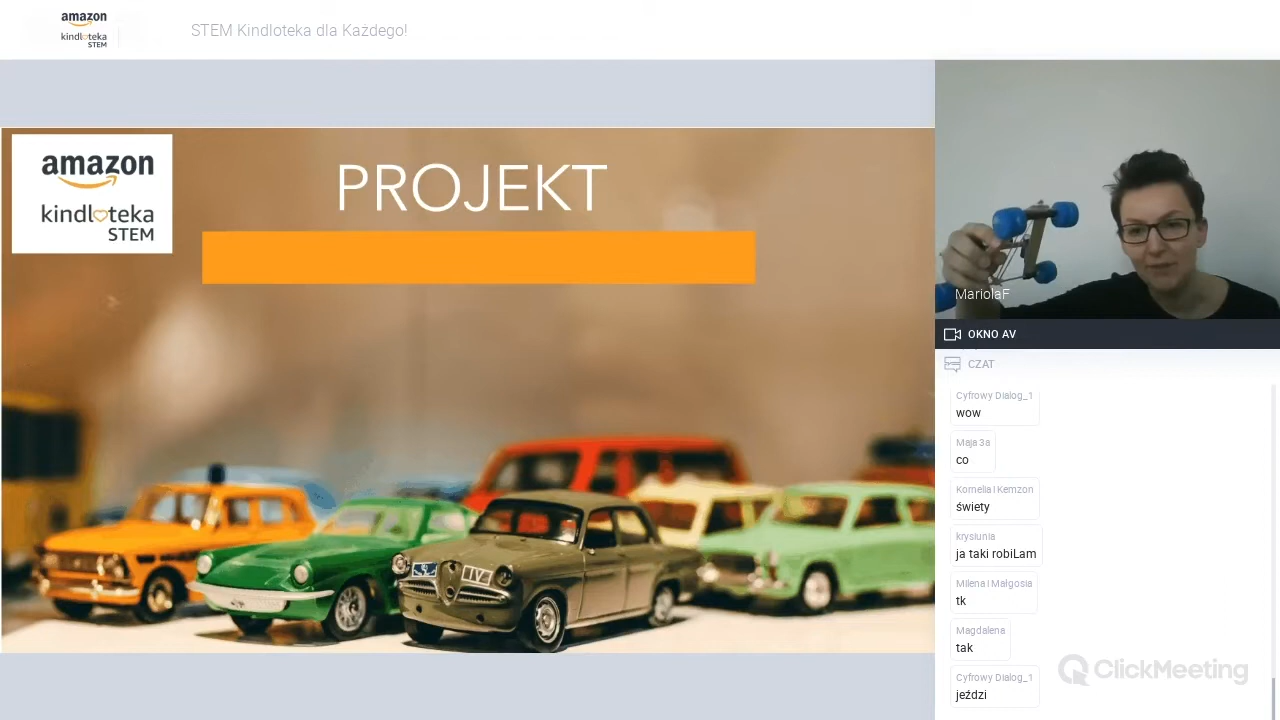 amazon
kindloteka
STEM
STEM Kindloteka dla Każdego!
amazon
kindloteka
STEM
PROJEKT
IV
MariolaF
OKNO AV
CZAT
Cyfrowy Dialog_1
wow
Maja 3a
co
Kornelia i Kemzon
świety
krysiunia
ja taki robiLam
Milena i Małgosia
tk
Magdalena
tak
Cyfrowy Dialog_1
jeździ
ClickMeeting